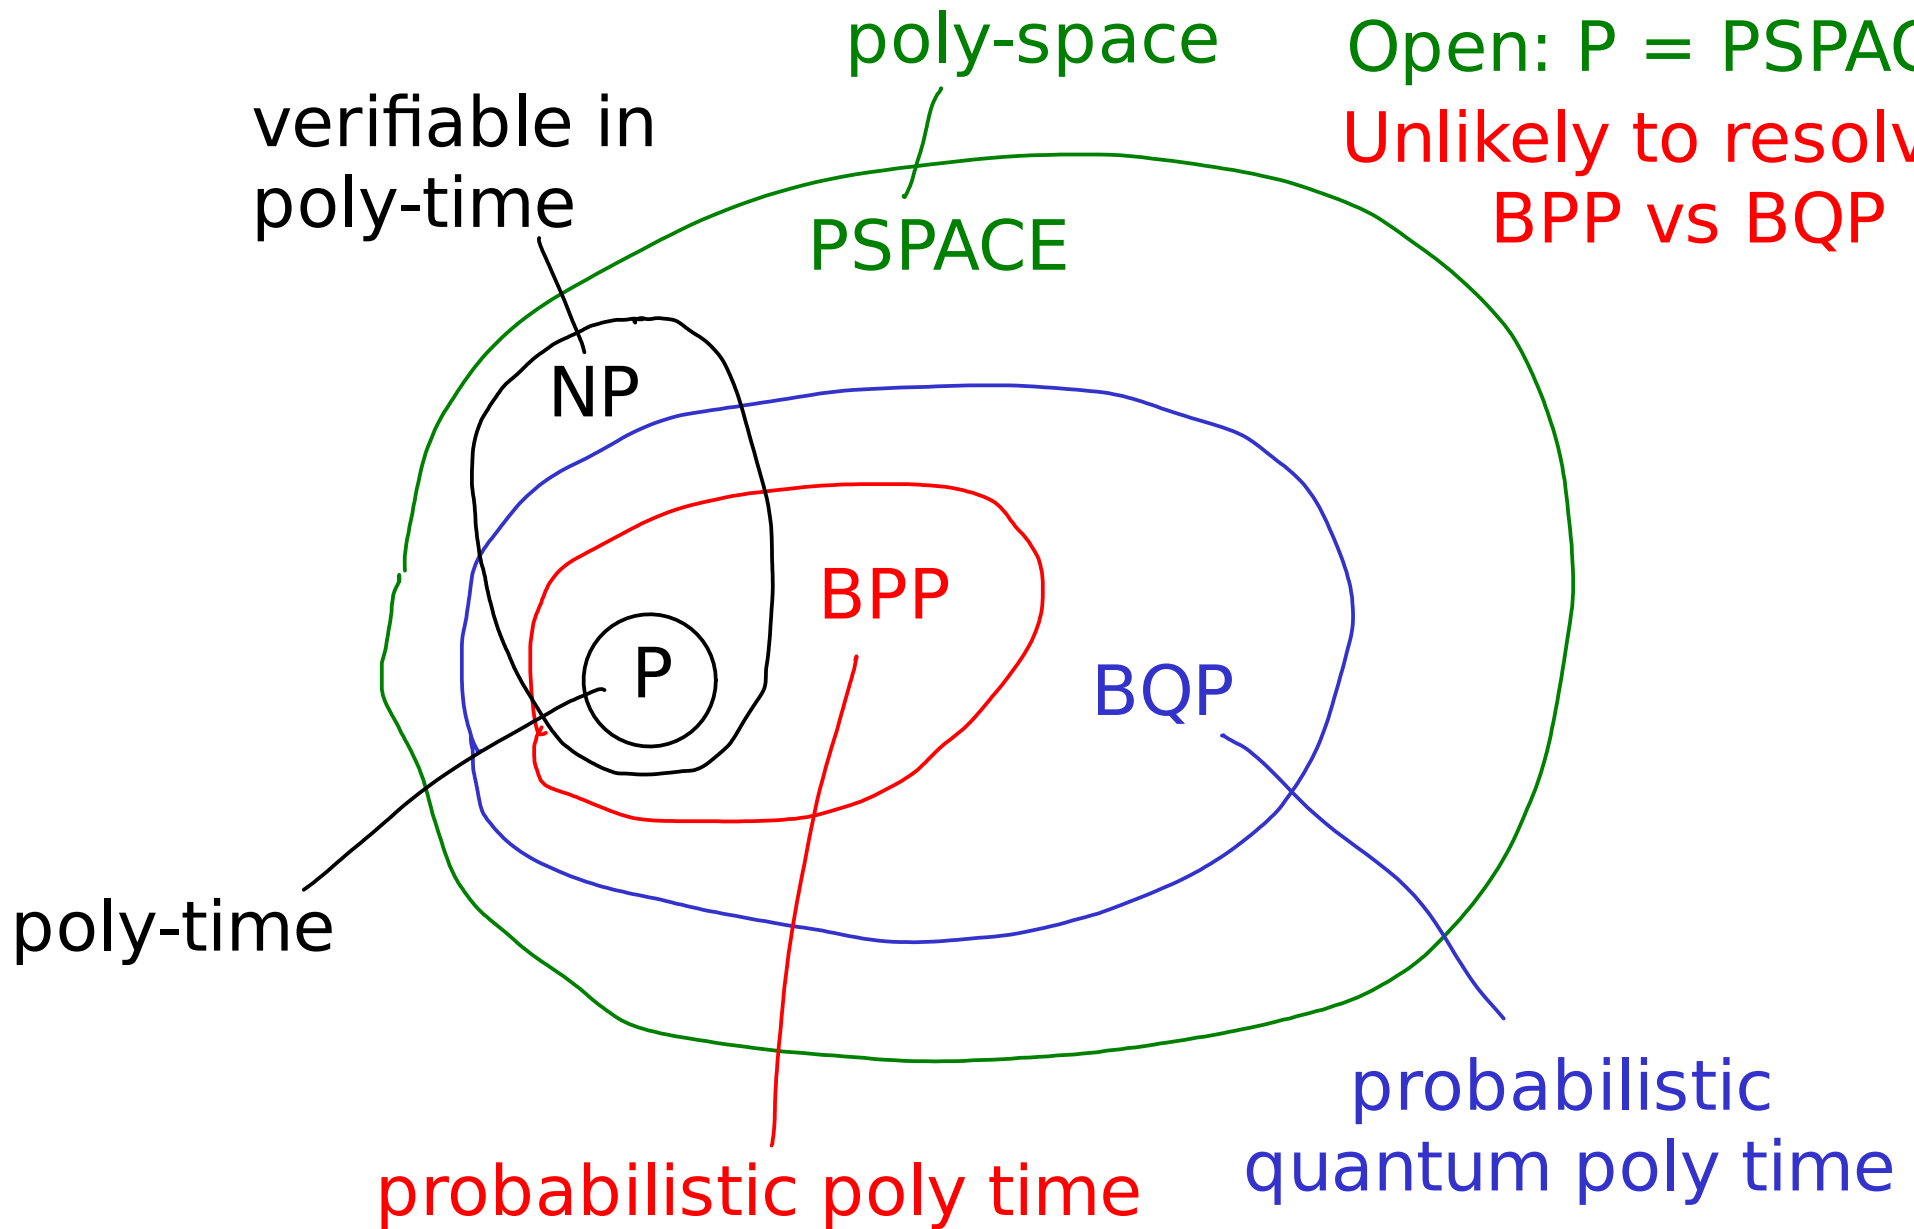 poly-space
Open: P = PSPAC
Unlikely to resolv
BPP vs BQP
verifiable in
poly-time
PSPACE
NP
BPP
P
BQP
poly-time
probabilistic
quantum poly time
probabilistic poly time